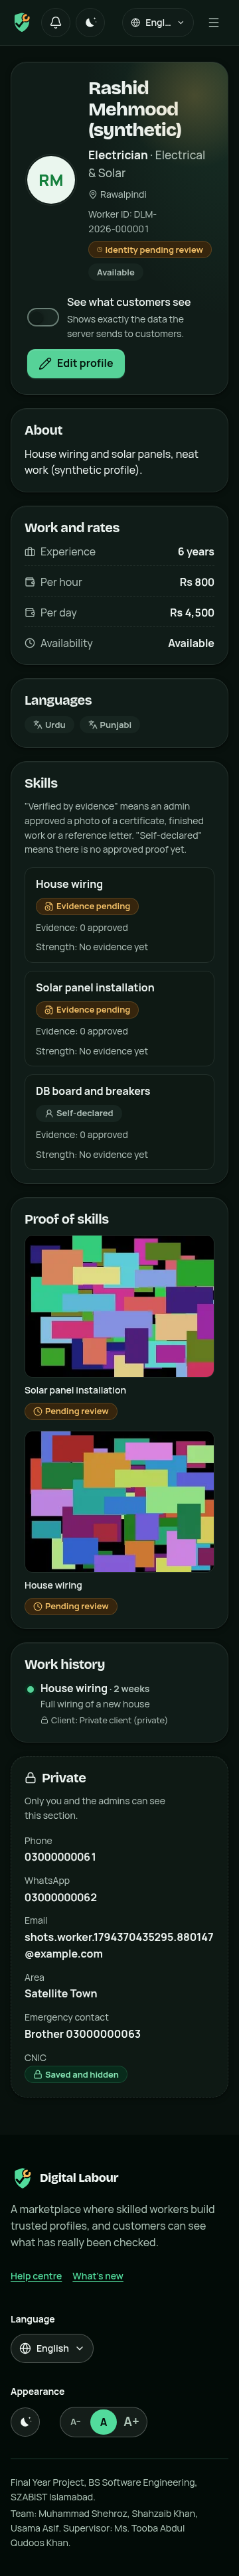 Engl...
Rashid
Mehmood
(synthetic)
RM
Electrician · Electrical
& Solar
Rawalpindi
Worker ID: DLM-
2026-000001
Identity pending review
Available
See what customers see
Shows exactly the data the
server sends to customers.
Edit profile
About
House wiring and solar panels, neat
work (synthetic profile).
Work and rates
Experience 6 years
Per hour Rs 800
Per day Rs 4,500
Availability Available
Languages
Urdu Punjabi
Skills
"Verified by evidence" means an admin
approved a photo of a certificate, finished
work or a reference letter. "Self-declared"
means there is no approved proof yet.
House wiring
Evidence pending
Evidence: 0 approved
Strength: No evidence yet
Solar panel installation
Evidence pending
Evidence: 0 approved
Strength: No evidence yet
DB board and breakers
Self-declared
Evidence: 0 approved
Strength: No evidence yet
Proof of skills
Solar panel installation
Pending review
House wiring
Pending review
Work history
House wiring · 2 weeks
Full wiring of a new house
Client: Private client (private)
Private
Only you and the admins can see
this section.
Phone
03000000061
WhatsApp
03000000062
Email
shots.worker.1794370435295.880147
@example.com
Area
Satellite Town
Emergency contact
Brother 03000000063
CNIC
Saved and hidden
Digital Labour
A marketplace where skilled workers build
trusted profiles, and customers can see
what has really been checked.
Help centre What's new
Language
English
Appearance
A− A A+
Final Year Project, BS Software Engineering,
SZABIST Islamabad.
Team: Muhammad Shehroz, Shahzaib Khan,
Usama Asif. Supervisor: Ms. Tooba Abdul
Qudoos Khan.